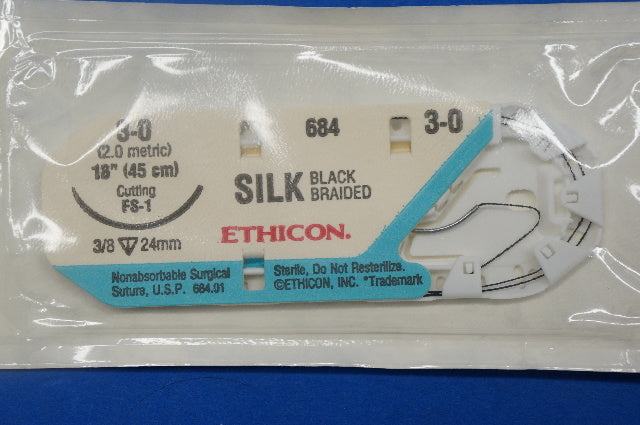 3-0
(2.0 metric)
18" (45 cm)
Cutting
FS-1
3/8 24mm
684
3-0
SILK BLACK BRAIDED
ETHICON.
Nonabsorbable Surgical
Suture, U.S.P. 684.01
Sterile, Do Not Resterilize.
©ETHICON, INC. *Trademark